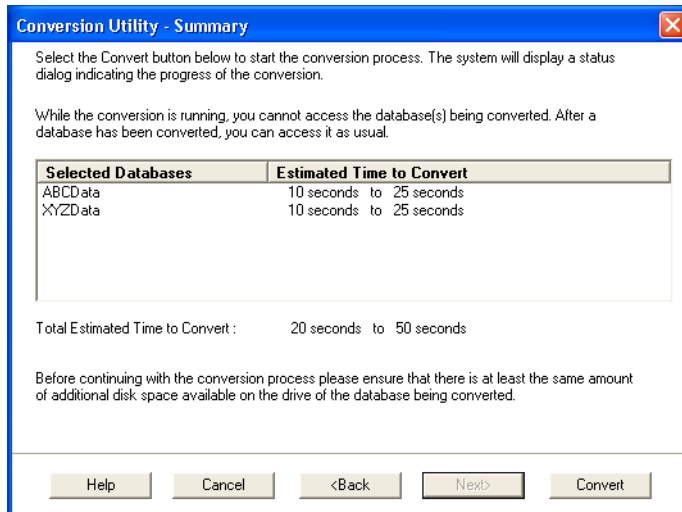 Conversion Utility - Summary
Select the Convert button below to start the conversion process. The system will display a status
dialog indicating the progress of the conversion.
While the conversion is running, you cannot access the database(s) being converted. After a
database has been converted, you can access it as usual.
Selected Databases Estimated Time to Convert
ABCData 10 seconds to 25 seconds
XYZData 10 seconds to 25 seconds
Total Estimated Time to Convert : 20 seconds to 50 seconds
Before continuing with the conversion process please ensure that there is at least the same amount
of additional disk space available on the drive of the database being converted.
Help Cancel <Back Next> Convert